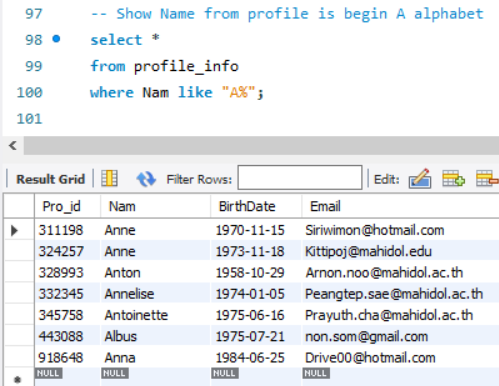 97 -- Show Name from profile is begin A alphabet
98 select *
99 from profile_info
100 where Nam like "A%";
101
Result Grid Filter Rows: Edit:
Pro_id Nam BirthDate Email
311198 Anne 1970-11-15 Siriwimon@hotmail.com
324257 Anne 1973-11-18 Kittipoj@mahidol.edu
328993 Anton 1958-10-29 Arnon.noo@mahidol.ac.th
332345 Annelise 1974-01-05 Peangtep.sae@mahidol.ac.th
345758 Antoinette 1975-06-16 Prayuth.cha@mahidol.ac.th
443088 Albus 1975-07-21 non.som@gmail.com
918648 Anna 1984-06-25 Drive00@hotmail.com
NULL NULL NULL NULL